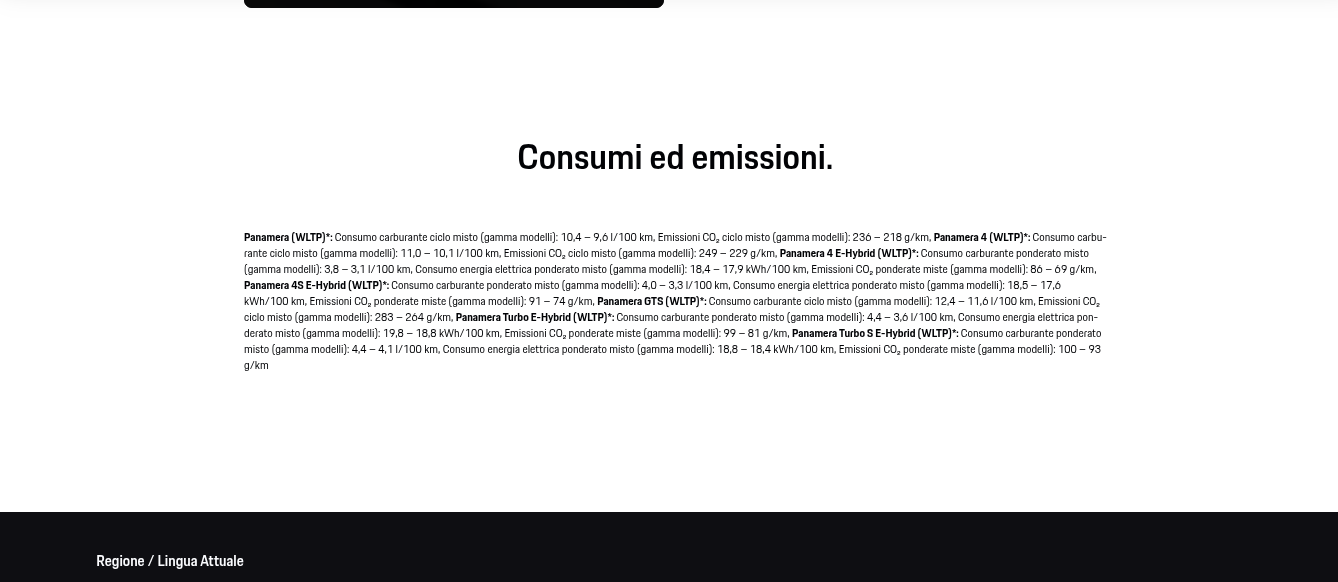 Consumi ed emissioni.
Panamera (WLTP)*: Consumo carburante ciclo misto (gamma modelli): 10,4 – 9,6 l/100 km, Emissioni CO₂ ciclo misto (gamma modelli): 236 – 218 g/km, Panamera 4 (WLTP)*: Consumo carbu-
rante ciclo misto (gamma modelli): 11,0 – 10,1 l/100 km, Emissioni CO₂ ciclo misto (gamma modelli): 249 – 229 g/km, Panamera 4 E-Hybrid (WLTP)*: Consumo carburante ponderato misto
(gamma modelli): 3,8 – 3,1 l/100 km, Consumo energia elettrica ponderato misto (gamma modelli): 18,4 – 17,9 kWh/100 km, Emissioni CO₂ ponderate miste (gamma modelli): 86 – 69 g/km,
Panamera 4S E-Hybrid (WLTP)*: Consumo carburante ponderato misto (gamma modelli): 4,0 – 3,3 l/100 km, Consumo energia elettrica ponderato misto (gamma modelli): 18,5 – 17,6
kWh/100 km, Emissioni CO₂ ponderate miste (gamma modelli): 91 – 74 g/km, Panamera GTS (WLTP)*: Consumo carburante ciclo misto (gamma modelli): 12,4 – 11,6 l/100 km, Emissioni CO₂
ciclo misto (gamma modelli): 283 – 264 g/km, Panamera Turbo E-Hybrid (WLTP)*: Consumo carburante ponderato misto (gamma modelli): 4,4 – 3,6 l/100 km, Consumo energia elettrica pon-
derato misto (gamma modelli): 19,8 – 18,8 kWh/100 km, Emissioni CO₂ ponderate miste (gamma modelli): 99 – 81 g/km, Panamera Turbo S E-Hybrid (WLTP)*: Consumo carburante ponderato
misto (gamma modelli): 4,4 – 4,1 l/100 km, Consumo energia elettrica ponderato misto (gamma modelli): 18,8 – 18,4 kWh/100 km, Emissioni CO₂ ponderate miste (gamma modelli): 100 – 93
g/km
Regione / Lingua Attuale